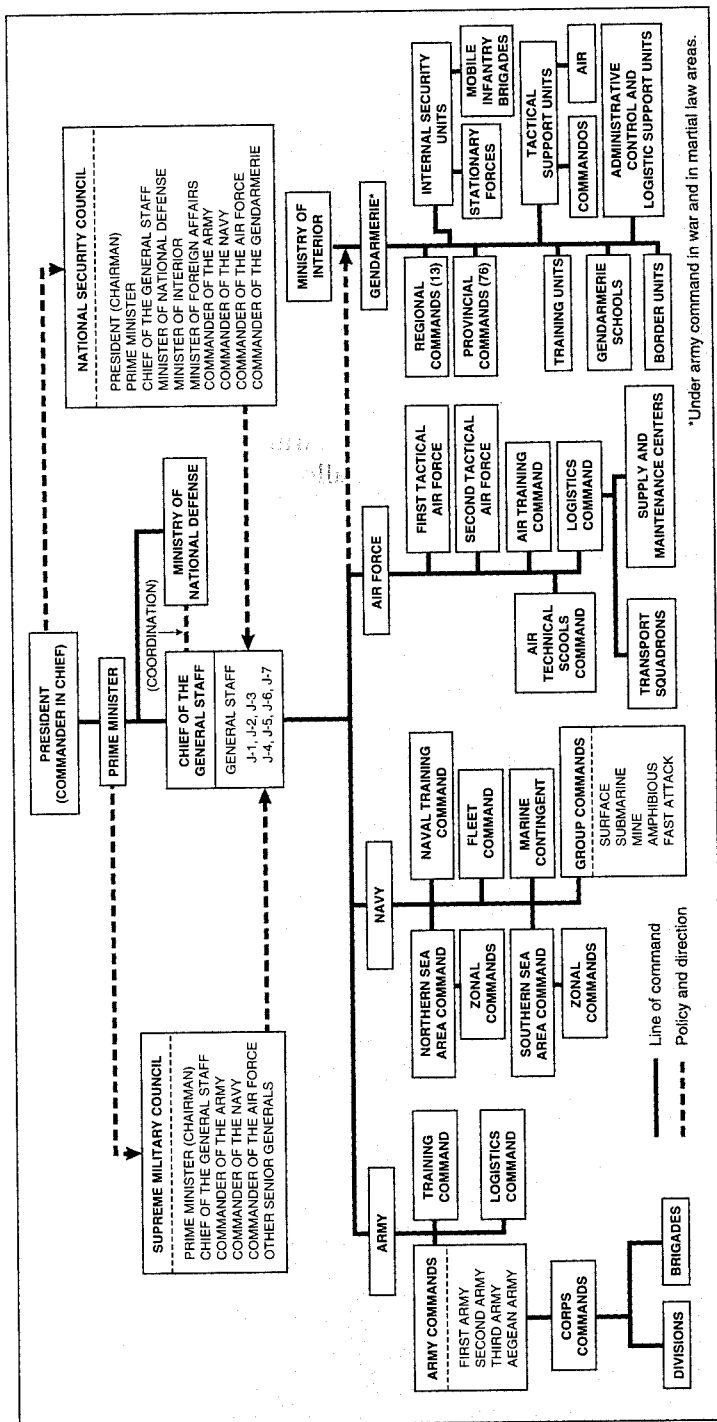 PRESIDENT
(COMMANDER IN CHIEF)
PRIME MINISTER
(COORDINATION)
MINISTRY OF
NATIONAL DEFENSE
CHIEF OF THE
GENERAL STAFF
GENERAL STAFF
J-1, J-2, J-3
J-4, J-5, J-6, J-7
SUPREME MILITARY COUNCIL
PRIME MINISTER (CHAIRMAN)
CHIEF OF THE GENERAL STAFF
COMMANDER OF THE ARMY
COMMANDER OF THE NAVY
COMMANDER OF THE AIR FORCE
OTHER SENIOR GENERALS
NATIONAL SECURITY COUNCIL
PRESIDENT (CHAIRMAN)
PRIME MINISTER
CHIEF OF THE GENERAL STAFF
MINISTER OF NATIONAL DEFENSE
MINISTER OF INTERIOR
MINISTER OF FOREIGN AFFAIRS
COMMANDER OF THE ARMY
COMMANDER OF THE NAVY
COMMANDER OF THE AIR FORCE
COMMANDER OF THE GENDARMERIE
MINISTRY OF
INTERIOR
ARMY
ARMY COMMANDS
FIRST ARMY
SECOND ARMY
THIRD ARMY
AEGEAN ARMY
TRAINING
COMMAND
LOGISTICS
COMMAND
CORPS
COMMANDS
DIVISIONS
BRIGADES
NAVY
NORTHERN SEA
AREA COMMAND
ZONAL
COMMANDS
SOUTHERN SEA
AREA COMMAND
ZONAL
COMMANDS
NAVAL TRAINING
COMMAND
FLEET
COMMAND
MARINE
CONTINGENT
GROUP COMMANDS
SURFACE
SUBMARINE
MINE
AMPHIBIOUS
FAST ATTACK
AIR FORCE
FIRST TACTICAL
AIR FORCE
SECOND TACTICAL
AIR FORCE
AIR TRAINING
COMMAND
LOGISTICS
COMMAND
AIR
TECHNICAL
SCOOLS
COMMAND
TRANSPORT
SQUADRONS
SUPPLY AND
MAINTENANCE CENTERS
GENDARMERIE*
REGIONAL
COMMANDS (13)
PROVINCIAL
COMMANDS (76)
TRAINING UNITS
GENDARMERIE
SCHOOLS
BORDER UNITS
INTERNAL SECURITY
UNITS
STATIONARY
FORCES
MOBILE
INFANTRY
BRIGADES
TACTICAL
SUPPORT UNITS
COMMANDOS
AIR
ADMINISTRATIVE
CONTROL AND
LOGISTIC SUPPORT UNITS
Line of command
Policy and direction
*Under army command in war and in martial law areas.